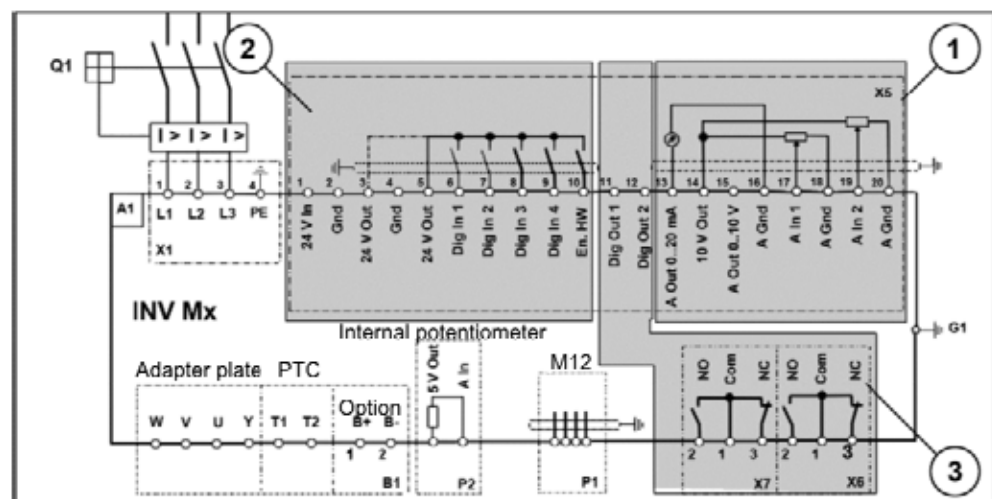 2
1
Q1
X5
I > I > I >
1 2 3 4
1 2 3 4 5 6 7 8 9 10 11 12 13 14 15 16 17 18 19 20
A1
L1 L2 L3 PE
X1
24 V In
Gnd
24 V Out
Gnd
24 V Out
Dig In 1
Dig In 2
Dig In 3
Dig In 4
En. HW
Dig Out 1
Dig Out 2
A Out 0...20 mA
10 V Out
A Out 0...10 V
A Gnd
A In 1
A Gnd
A In 2
A Gnd
INV Mx
Internal potentiometer
G1
Adapter plate PTC
Option
5 V Out
A In
M12
NO Com NC NO Com NC
W V U Y T1 T2 B+ B-
1 2
2 1 3 2 1 3
B1 P2 P1 X7 X6
3